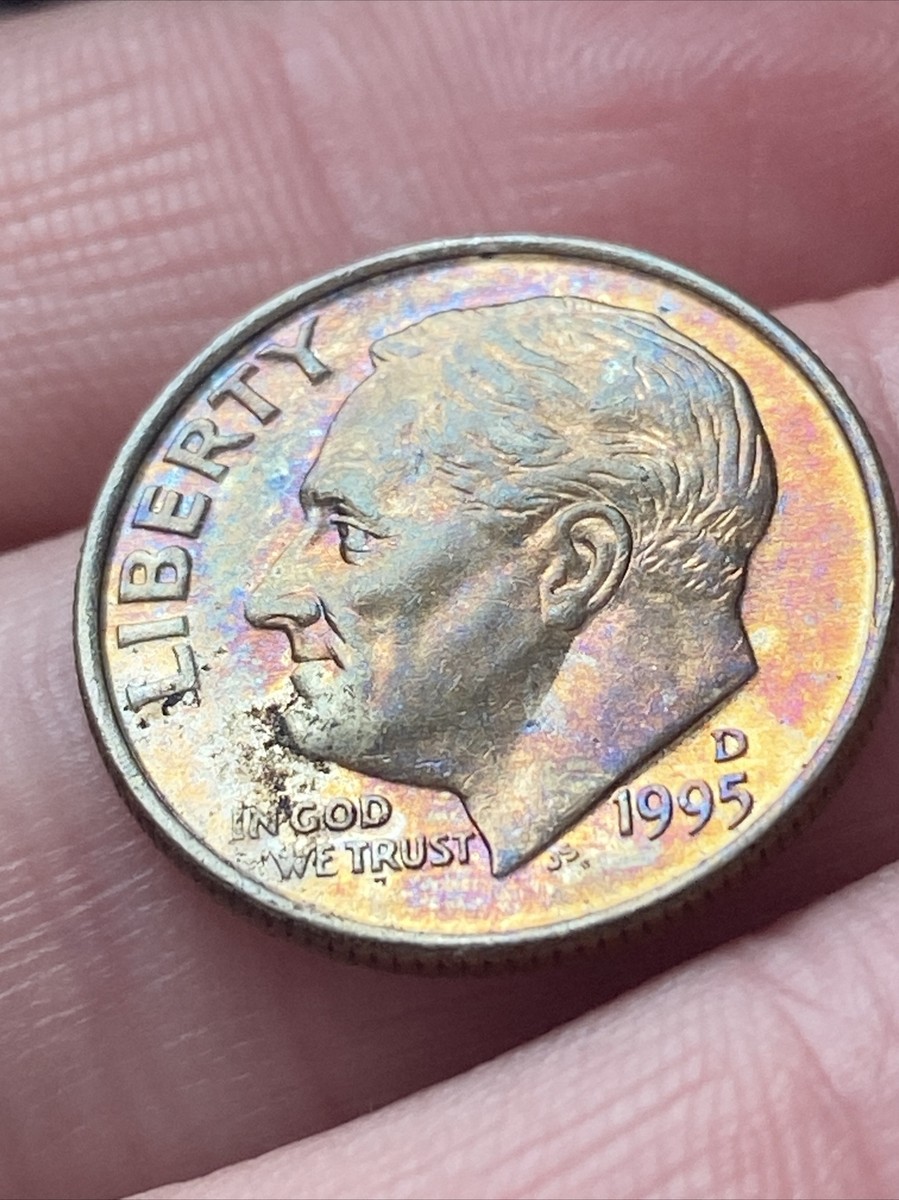 LIBERTY
IN GOD
WE TRUST
D
1995
JS